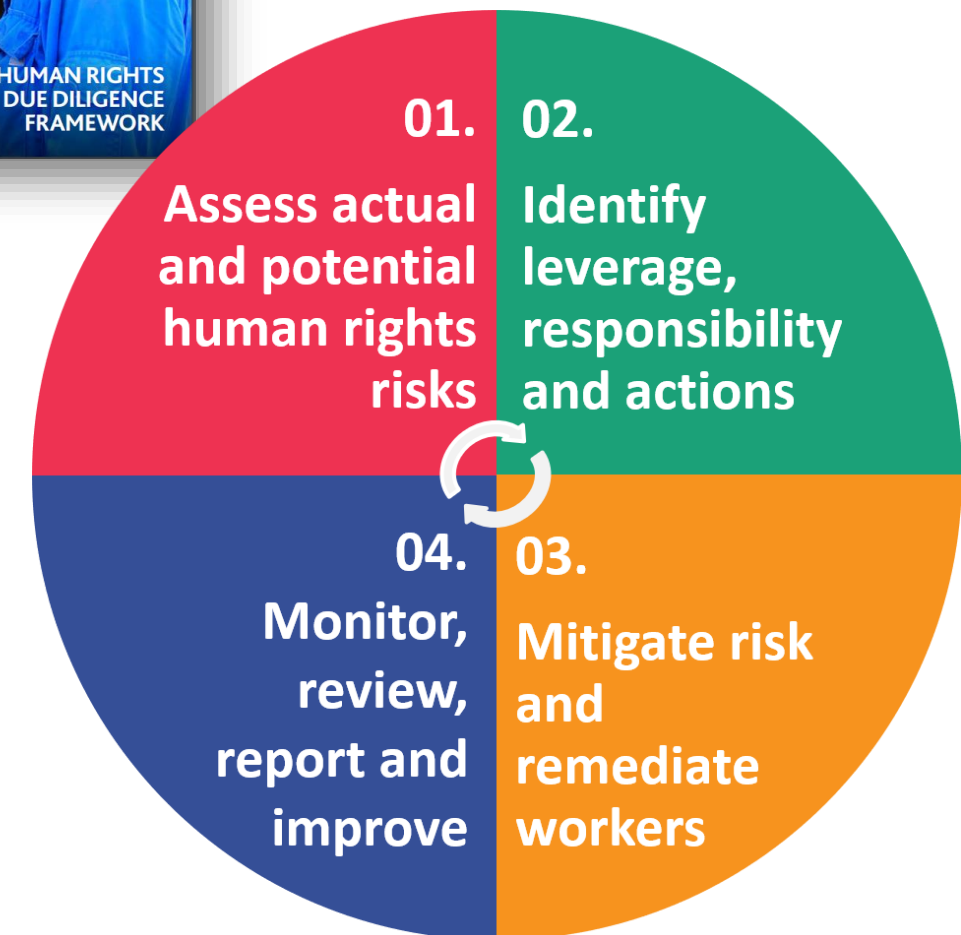 HUMAN RIGHTS
DUE DILIGENCE
FRAMEWORK
01.
Assess actual
and potential
human rights
risks
02.
Identify
leverage,
responsibility
and actions
03.
Mitigate risk
and
remediate
workers
04.
Monitor,
review,
report and
improve